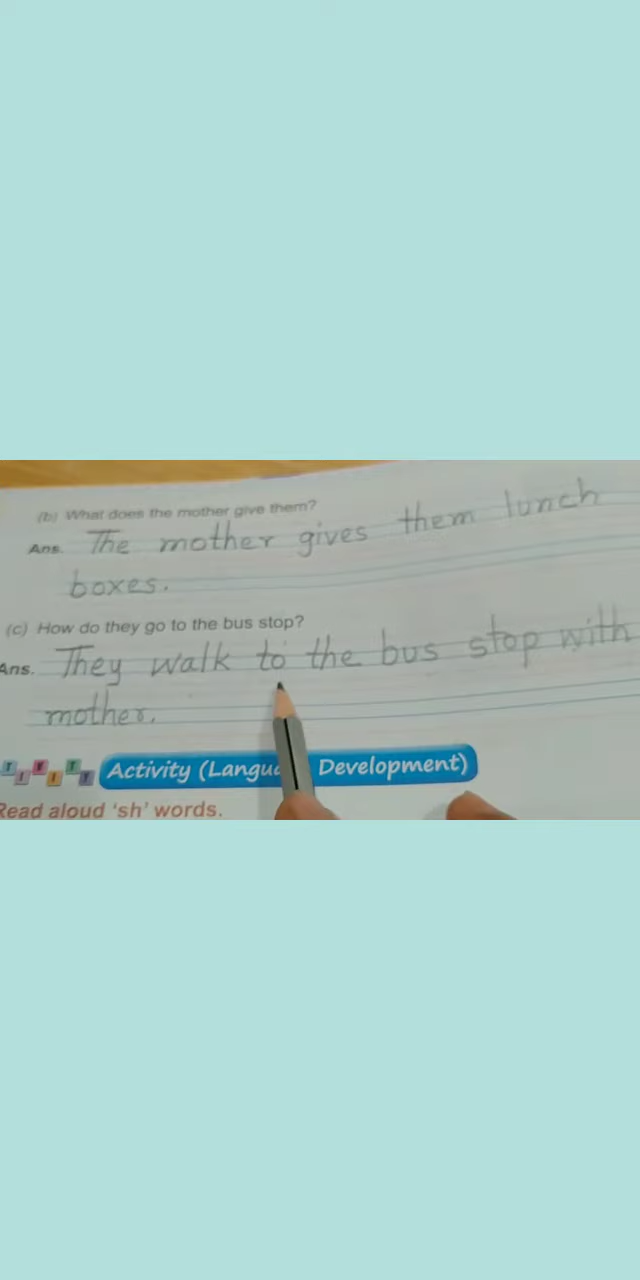 (b) What does the mother give them?
Ans. The mother gives them lunch
boxes.
(c) How do they go to the bus stop?
Ans. They walk to the bus stop with
mother.
Activity (Langua Development)
Read aloud 'sh' words.